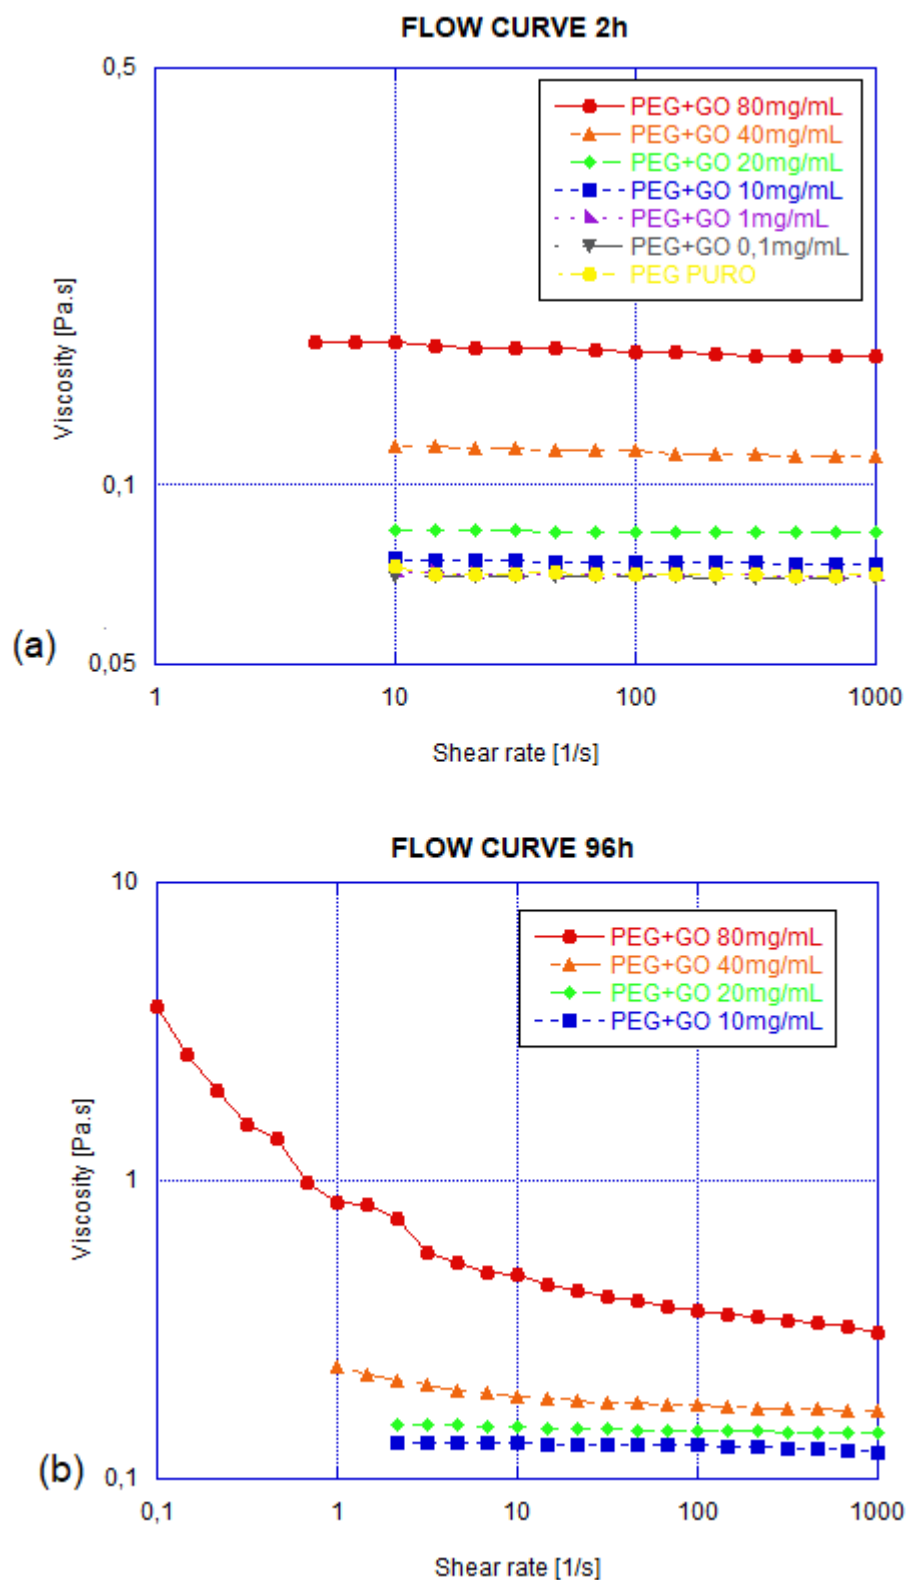 FLOW CURVE 2h
0,5
PEG+GO 80mg/mL
PEG+GO 40mg/mL
PEG+GO 20mg/mL
PEG+GO 10mg/mL
PEG+GO 1mg/mL
PEG+GO 0,1mg/mL
PEG PURO
Viscosity [Pa.s]
0,1
(a)
0,05
1 10 100 1000
Shear rate [1/s]
FLOW CURVE 96h
10
PEG+GO 80mg/mL
PEG+GO 40mg/mL
PEG+GO 20mg/mL
PEG+GO 10mg/mL
Viscosity [Pa.s]
1
(b)
0,1
0,1 1 10 100 1000
Shear rate [1/s]